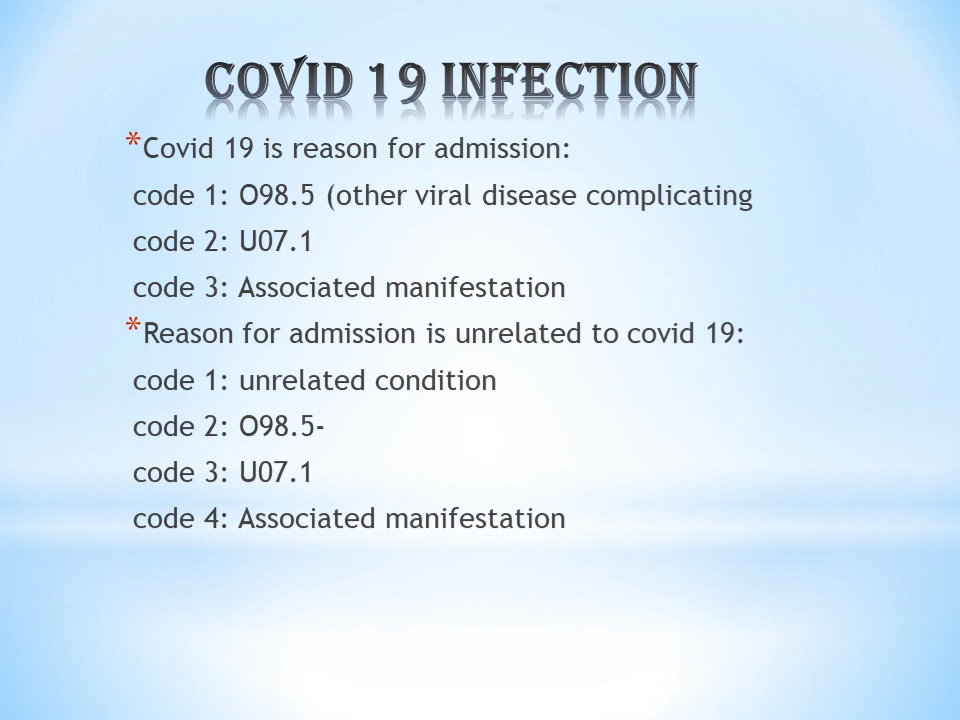 COVID 19 INFECTION
*Covid 19 is reason for admission:
code 1: O98.5 (other viral disease complicating
code 2: U07.1
code 3: Associated manifestation
*Reason for admission is unrelated to covid 19:
code 1: unrelated condition
code 2: O98.5-
code 3: U07.1
code 4: Associated manifestation